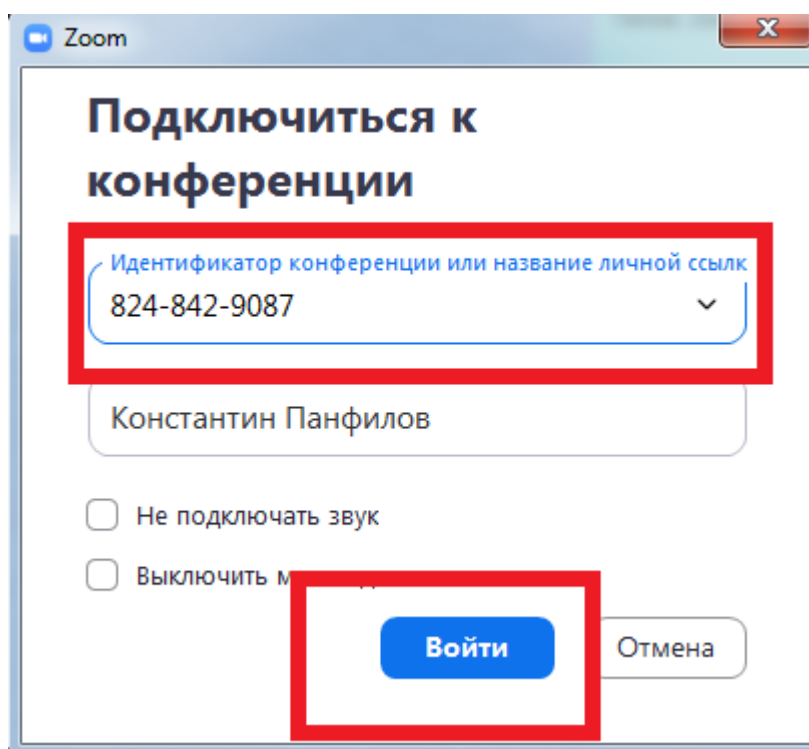 Zoom
Подключиться к
конференции
Идентификатор конференции или название личной ссылк
824-842-9087
Константин Панфилов
Не подключать звук
Выключить
Войти
Отмена